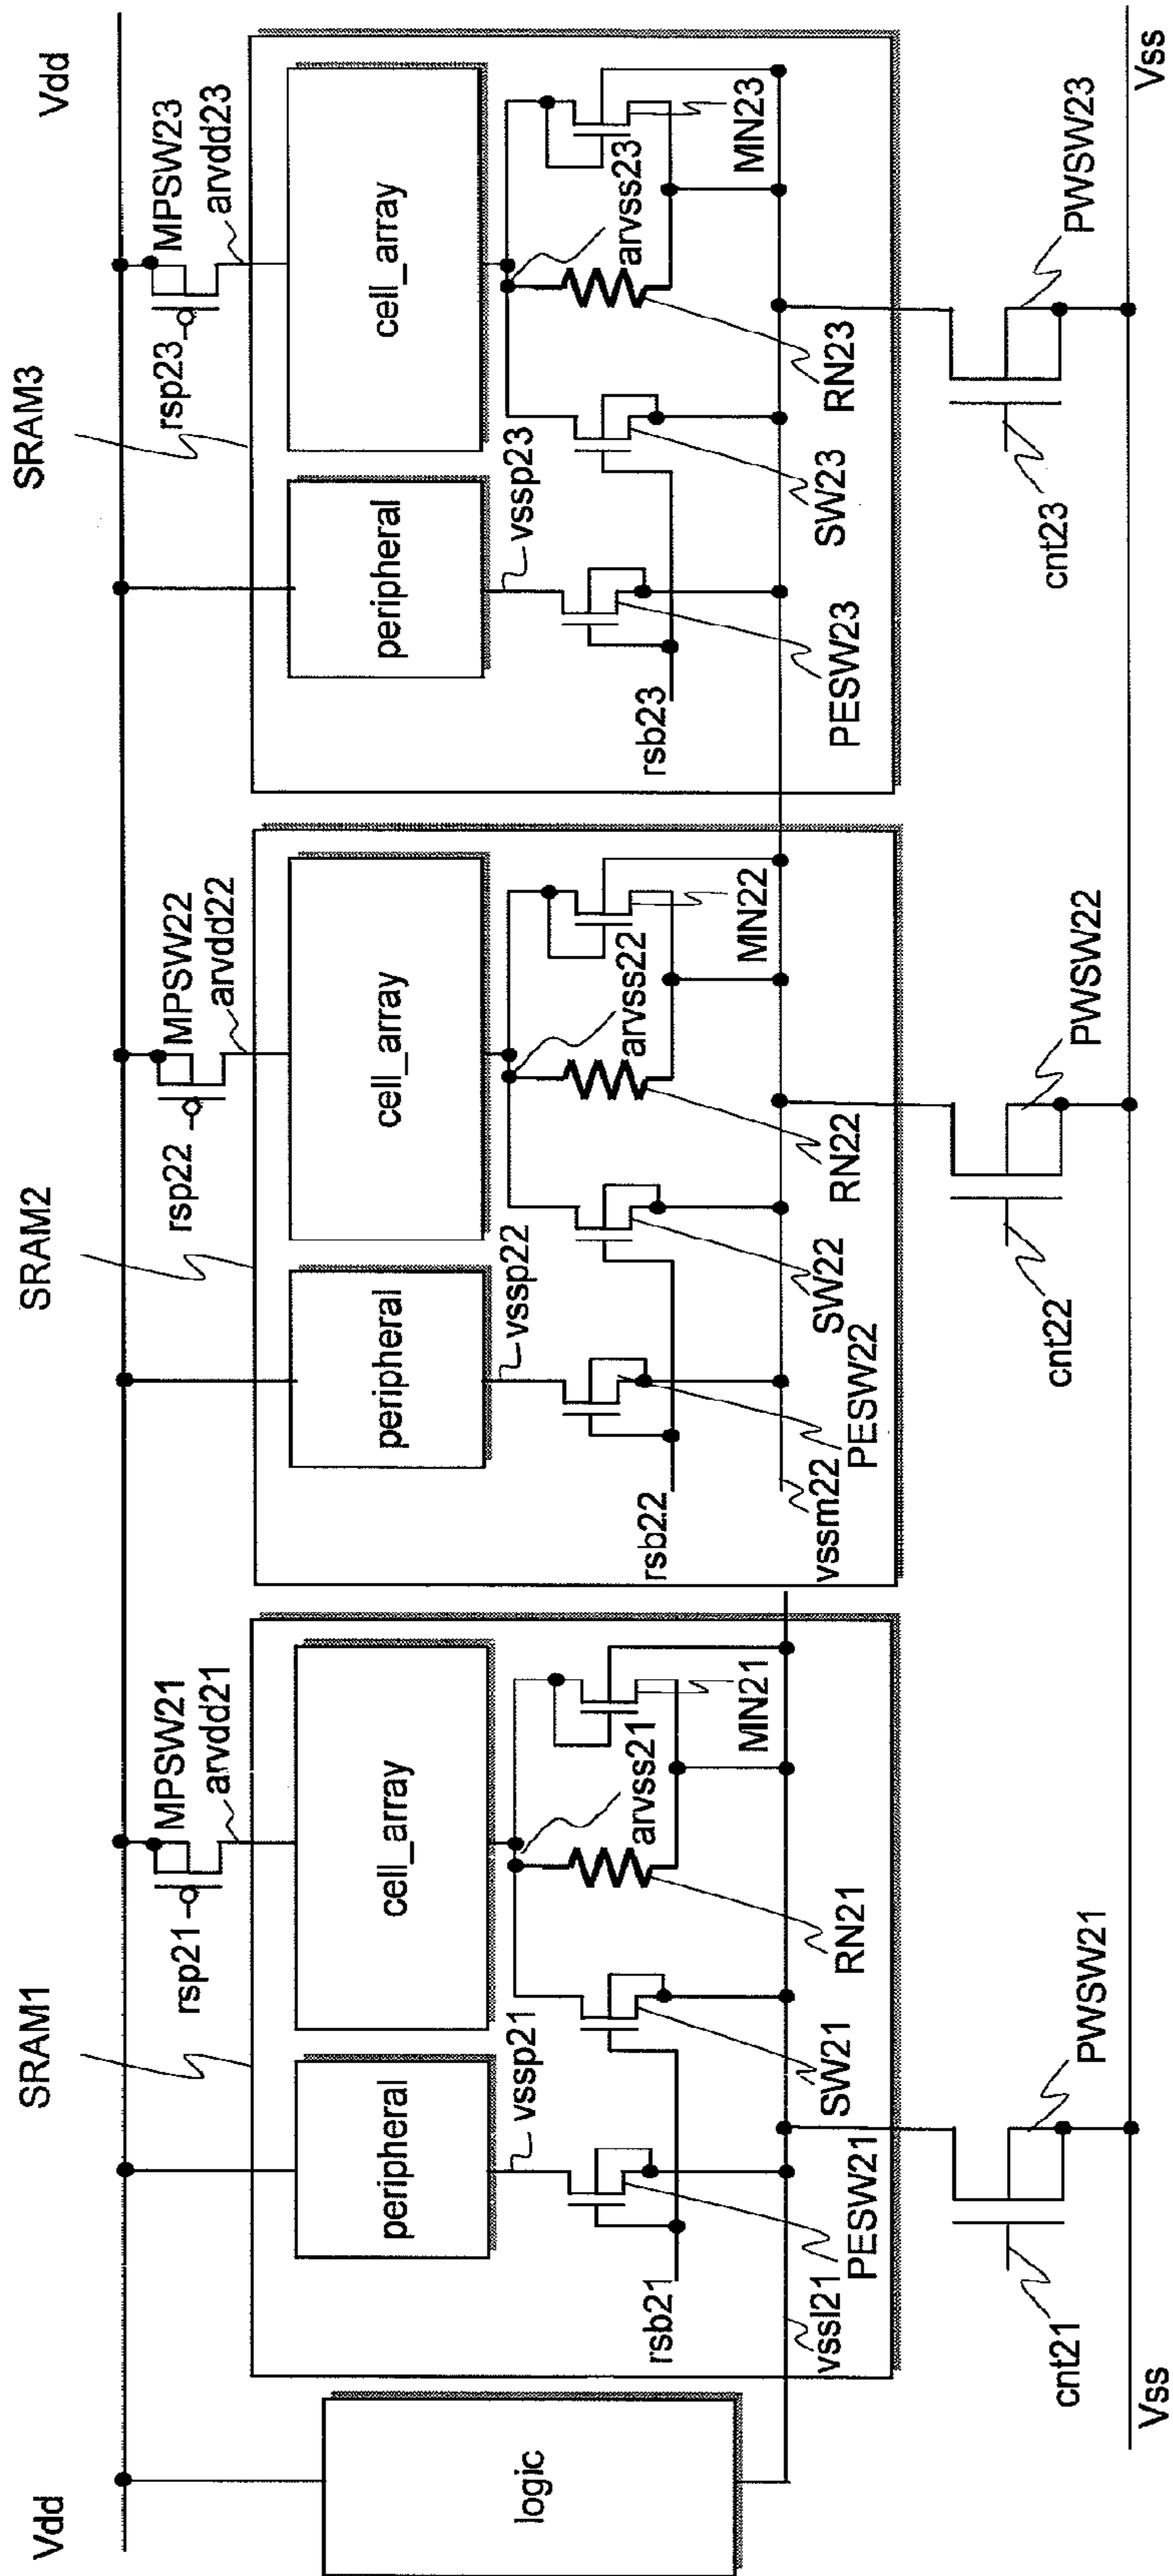 Vdd
SRAM1
SRAM2
SRAM3
Vdd
rsp21
MPSW21
arvdd21
rsp22
MPSW22
arvdd22
rsp23
MPSW23
arvdd23
logic
peripheral
cell_array
peripheral
cell_array
peripheral
cell_array
vssp21
arvss21
vssp22
arvss22
vssp23
arvss23
rsb21
PESW21
SW21
RN21
MN21
rsb22
PESW22
SW22
RN22
MN22
rsb23
PESW23
SW23
RN23
MN23
vssl21
vssm22
cnt21
PWSW21
cnt22
PWSW22
cnt23
PWSW23
Vss
Vss